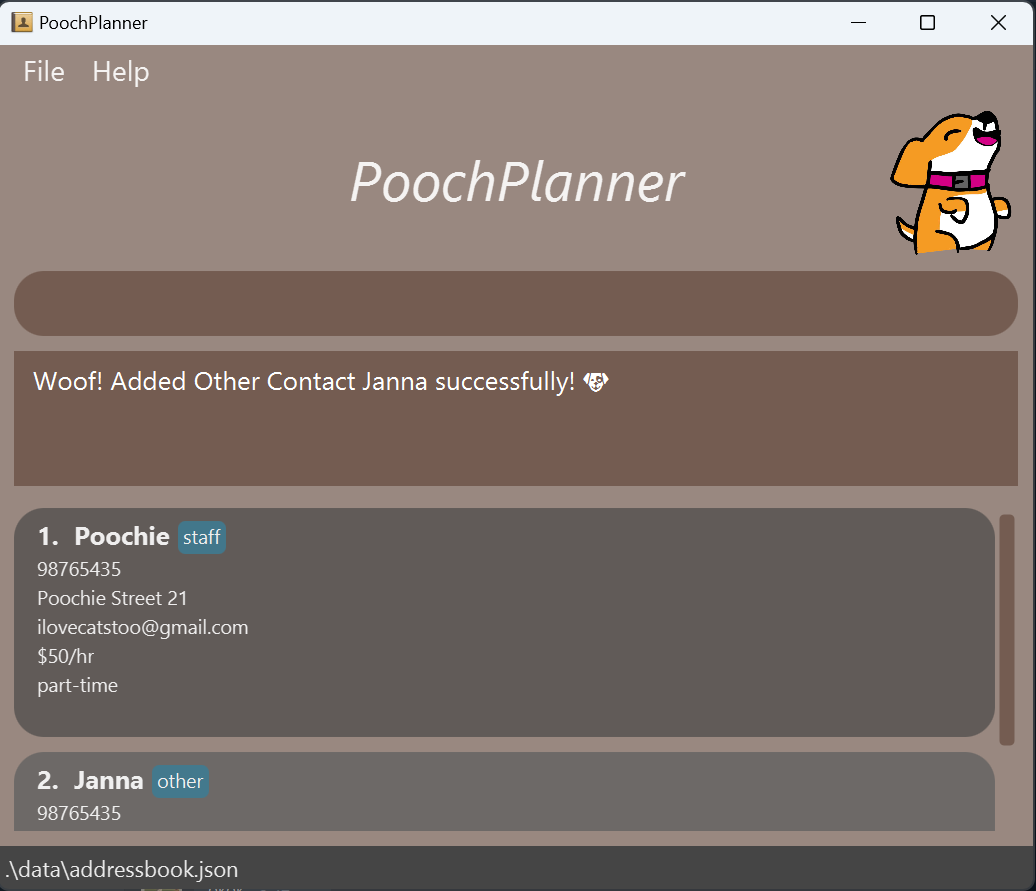 PoochPlanner
File Help
PoochPlanner
Woof! Added Other Contact Janna successfully! 🐶
1. Poochie staff
98765435
Poochie Street 21
ilovecatstoo@gmail.com
$50/hr
part-time
2. Janna other
98765435
.\data\addressbook.json